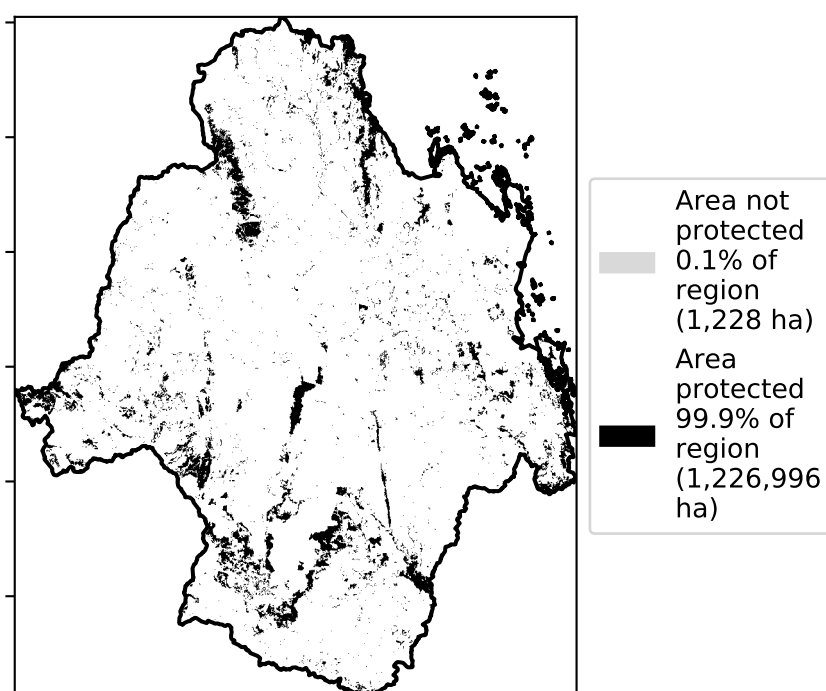 Area not
protected
0.1% of
region
(1,228 ha)
Area
protected
99.9% of
region
(1,226,996
ha)